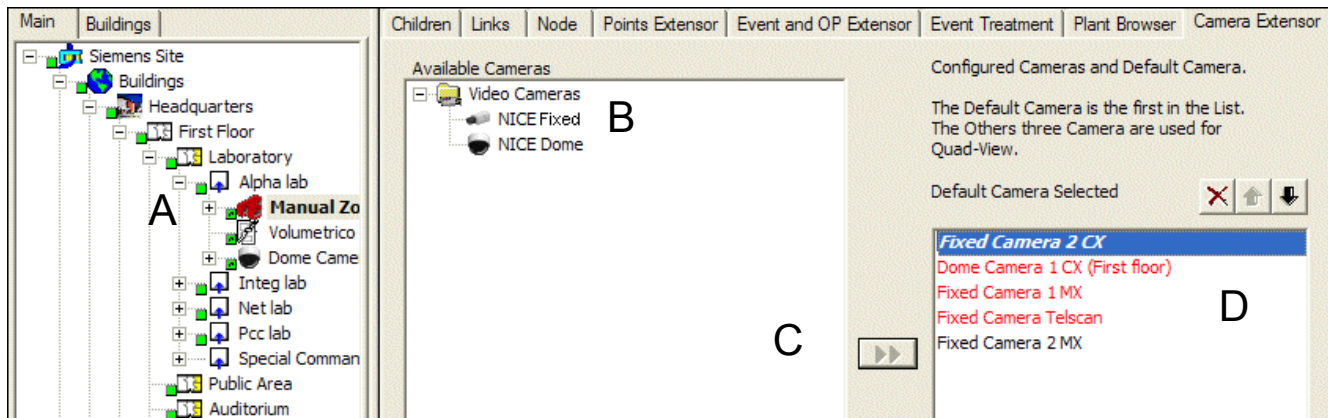 Main Buildings
Siemens Site
Buildings
Headquarters
First Floor
Laboratory
Alpha lab
A
Manual Zo
Volumetrico
Dome Came
Integ lab
Net lab
Pcc lab
Special Comman
Public Area
Auditorium
Children Links Node Points Extensor Event and OP Extensor Event Treatment Plant Browser Camera Extensor
Available Cameras
Video Cameras
NICE Fixed
NICE Dome
B
C
Configured Cameras and Default Camera.
The Default Camera is the first in the List.
The Others three Camera are used for
Quad-View.
Default Camera Selected
Fixed Camera 2 CX
Dome Camera 1 CX (First floor)
Fixed Camera 1 MX
Fixed Camera Telscan
Fixed Camera 2 MX
D